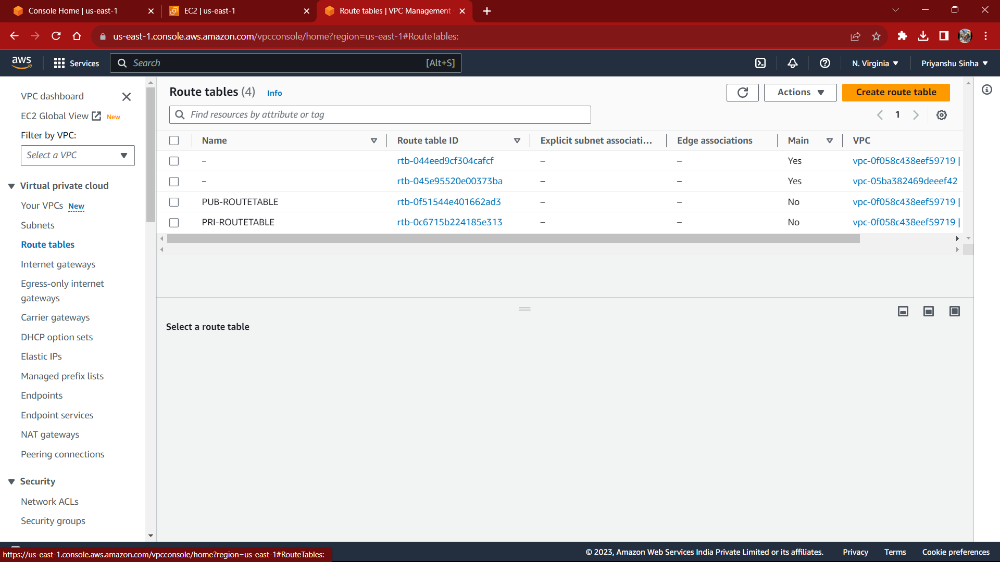 Console Home | us-east-1
EC2 | us-east-1
Route tables | VPC Management
us-east-1.console.aws.amazon.com/vpcconsole/home?region=us-east-1#RouteTables:
aws
Services
Search
[Alt+S]
N. Virginia
Priyanshu Sinha
VPC dashboard
EC2 Global View New
Filter by VPC:
Select a VPC
Virtual private cloud
Your VPCs New
Subnets
Route tables
Internet gateways
Egress-only internet
gateways
Carrier gateways
DHCP option sets
Elastic IPs
Managed prefix lists
Endpoints
Endpoint services
NAT gateways
Peering connections
Security
Network ACLs
Security groups
Route tables (4) Info
Actions
Create route table
Find resources by attribute or tag
1
Name Route table ID Explicit subnet associati... Edge associations Main VPC
– rtb-044eed9cf304cafcf – – Yes vpc-0f058c438eef59719 |
– rtb-045e95520e00373ba – – Yes vpc-05ba382469deeef42
PUB-ROUTETABLE rtb-0f51544e401662ad3 – – No vpc-0f058c438eef59719 |
PRI-ROUTETABLE rtb-0c6715b224185e313 – – No vpc-0f058c438eef59719 |
Select a route table
https://us-east-1.console.aws.amazon.com/vpcconsole/home?region=us-east-1#RouteTables:
© 2023, Amazon Web Services India Private Limited or its affiliates.
Privacy
Terms
Cookie preferences